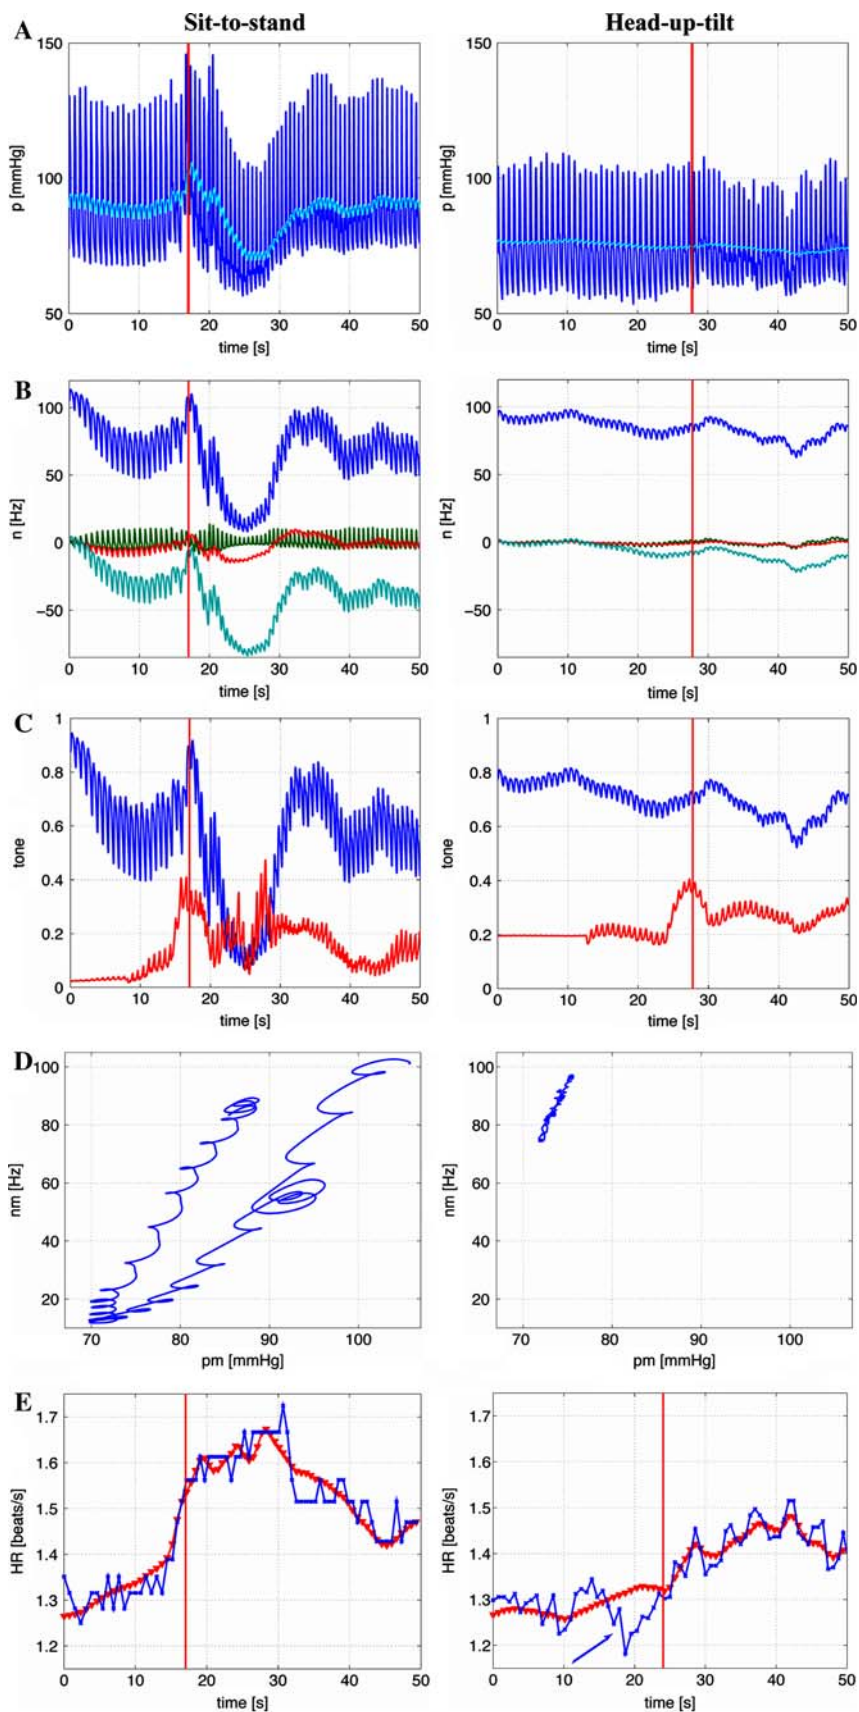 Sit-to-stand
Head-up-tilt
A
150
100
50
p [mmHg]
0 10 20 30 40 50
time [s]
150
100
50
p [mmHg]
0 10 20 30 40 50
time [s]
B
100
50
0
−50
n [Hz]
0 10 20 30 40 50
time [s]
100
50
0
−50
n [Hz]
0 10 20 30 40 50
time [s]
C
1
0.8
0.6
0.4
0.2
0
tone
0 10 20 30 40 50
time [s]
1
0.8
0.6
0.4
0.2
0
tone
0 10 20 30 40 50
time [s]
D
100
80
60
40
20
nm [Hz]
70 80 90 100
pm [mmHg]
100
80
60
40
20
nm [Hz]
70 80 90 100
pm [mmHg]
E
1.7
1.6
1.5
1.4
1.3
1.2
HR [beats/s]
0 10 20 30 40 50
time [s]
1.7
1.6
1.5
1.4
1.3
1.2
HR [beats/s]
0 10 20 30 40 50
time [s]